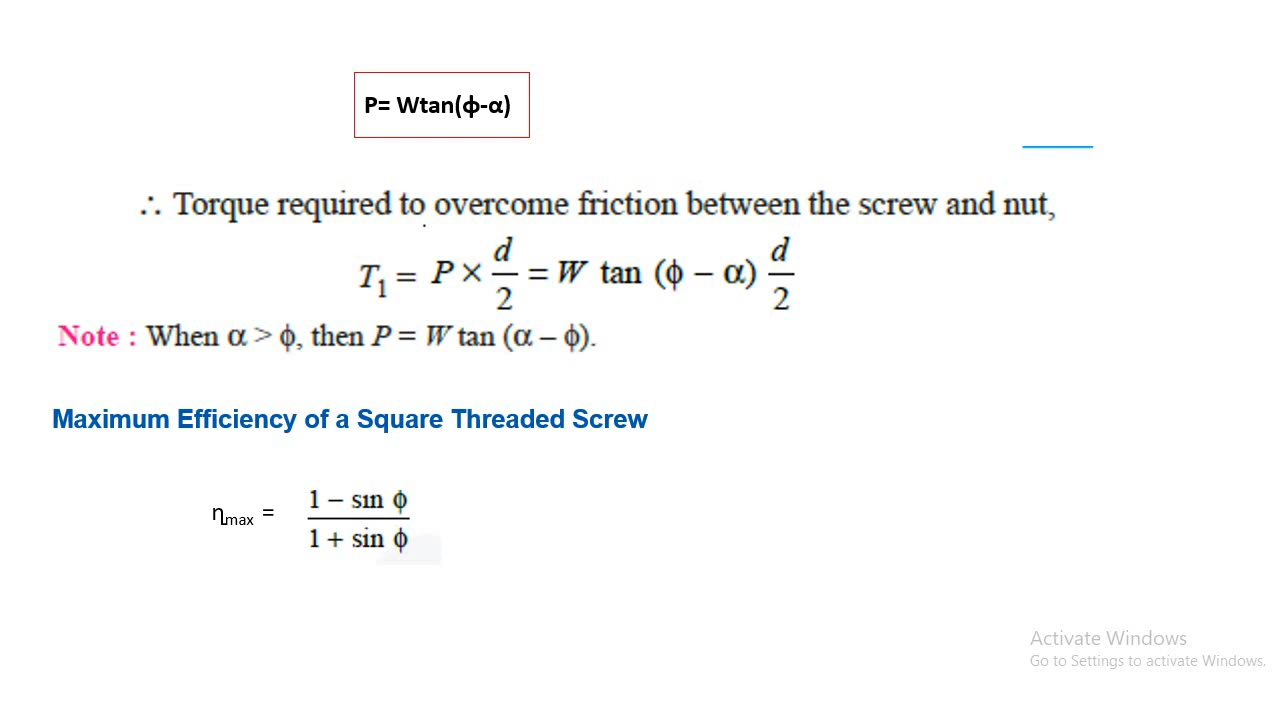 P= Wtan(ϕ-α)
∴ Torque required to overcome friction between the screw and nut,
T₁ = P × d/2 = W tan (ϕ – α) d/2
Note : When α > ϕ, then P = W tan (α – ϕ).
Maximum Efficiency of a Square Threaded Screw
ηmax = (1 – sin ϕ)/(1 + sin ϕ)
Activate Windows
Go to Settings to activate Windows.